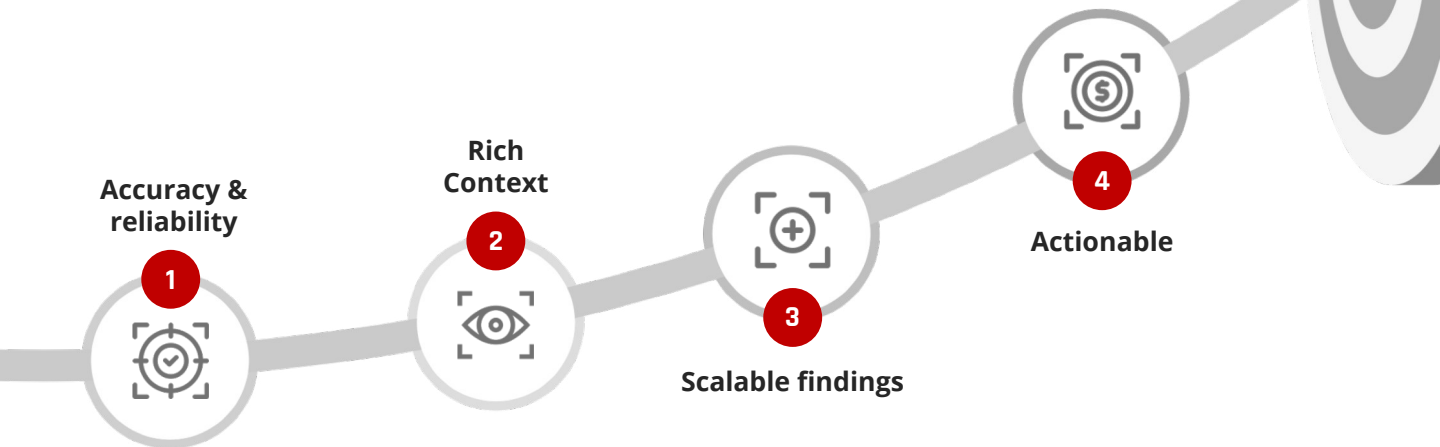 Accuracy &
reliability
1
Rich
Context
2
3
Scalable findings
$
4
Actionable